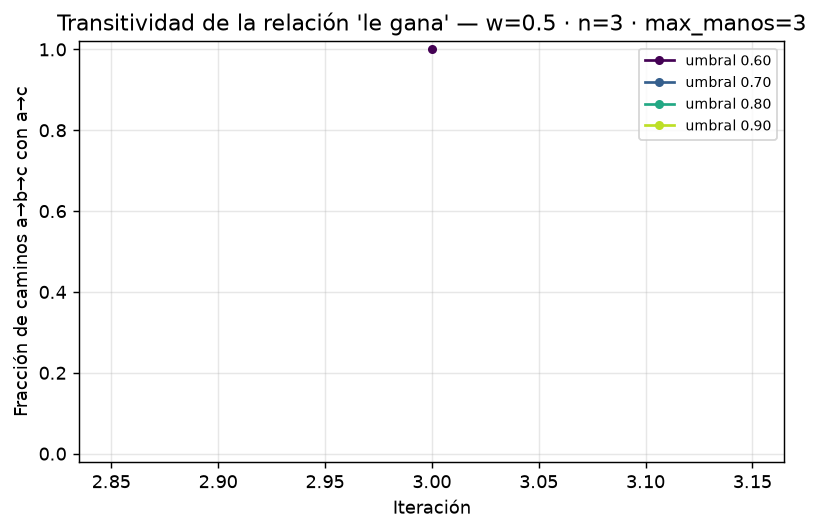 Transitividad de la relación 'le gana' — w=0.5 · n=3 · max_manos=3
Fracción de caminos a→b→c con a→c
1.0
0.8
0.6
0.4
0.2
0.0
umbral 0.60
umbral 0.70
umbral 0.80
umbral 0.90
2.85
2.90
2.95
3.00
3.05
3.10
3.15
Iteración